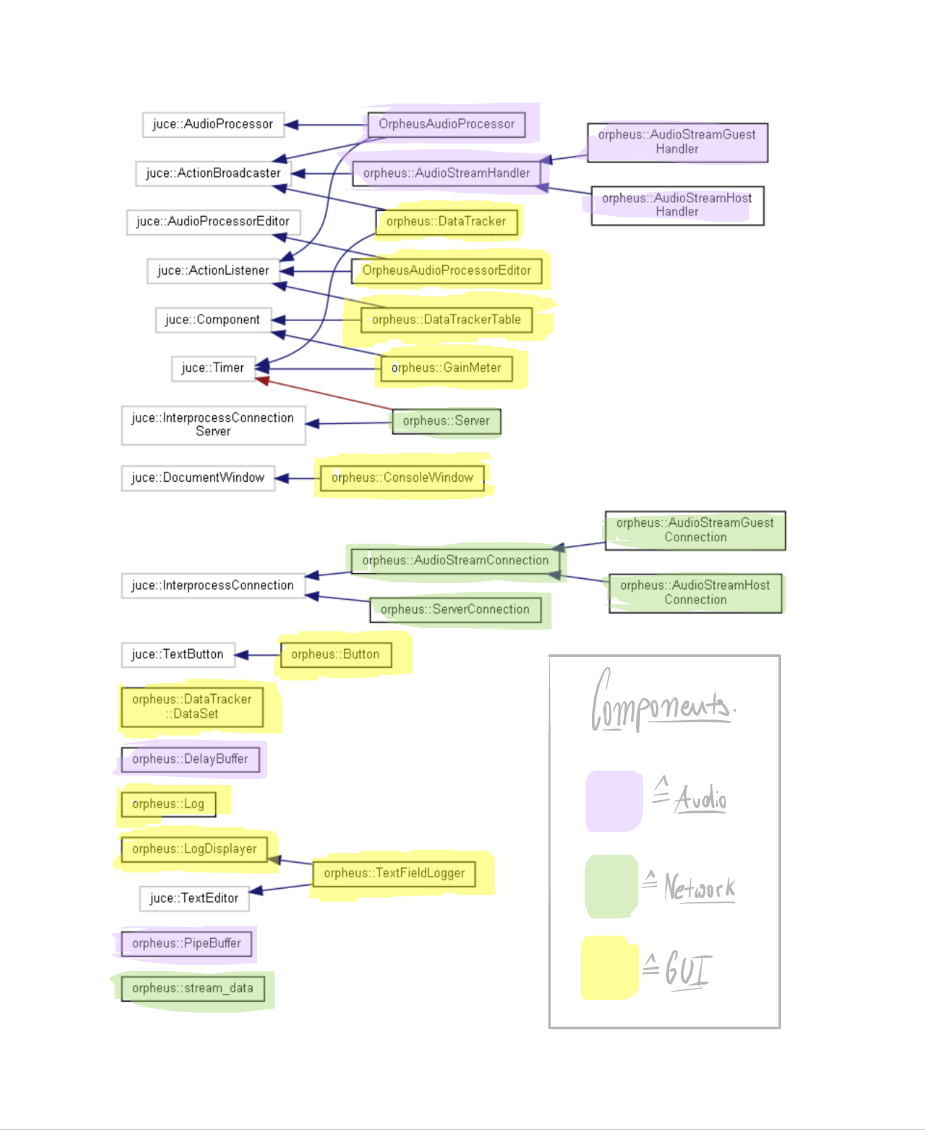 juce::AudioProcessor
OrpheusAudioProcessor
orpheus::AudioStreamGuest
Handler
juce::ActionBroadcaster
orpheus::AudioStreamHandler
orpheus::AudioStreamHost
Handler
juce::AudioProcessorEditor
orpheus::DataTracker
juce::ActionListener
OrpheusAudioProcessorEditor
juce::Component
orpheus::DataTrackerTable
juce::Timer
orpheus::GainMeter
juce::InterprocessConnection
Server
orpheus::Server
juce::DocumentWindow
orpheus::ConsoleWindow
orpheus::AudioStreamGuest
Connection
orpheus::AudioStreamConnection
juce::InterprocessConnection
orpheus::AudioStreamHost
Connection
orpheus::ServerConnection
juce::TextButton
orpheus::Button
orpheus::DataTracker
::DataSet
orpheus::DelayBuffer
orpheus::Log
orpheus::LogDisplayer
orpheus::TextFieldLogger
juce::TextEditor
orpheus::PipeBuffer
orpheus::stream_data
Components.
≙ Audio
≙ Network
≙ GUI